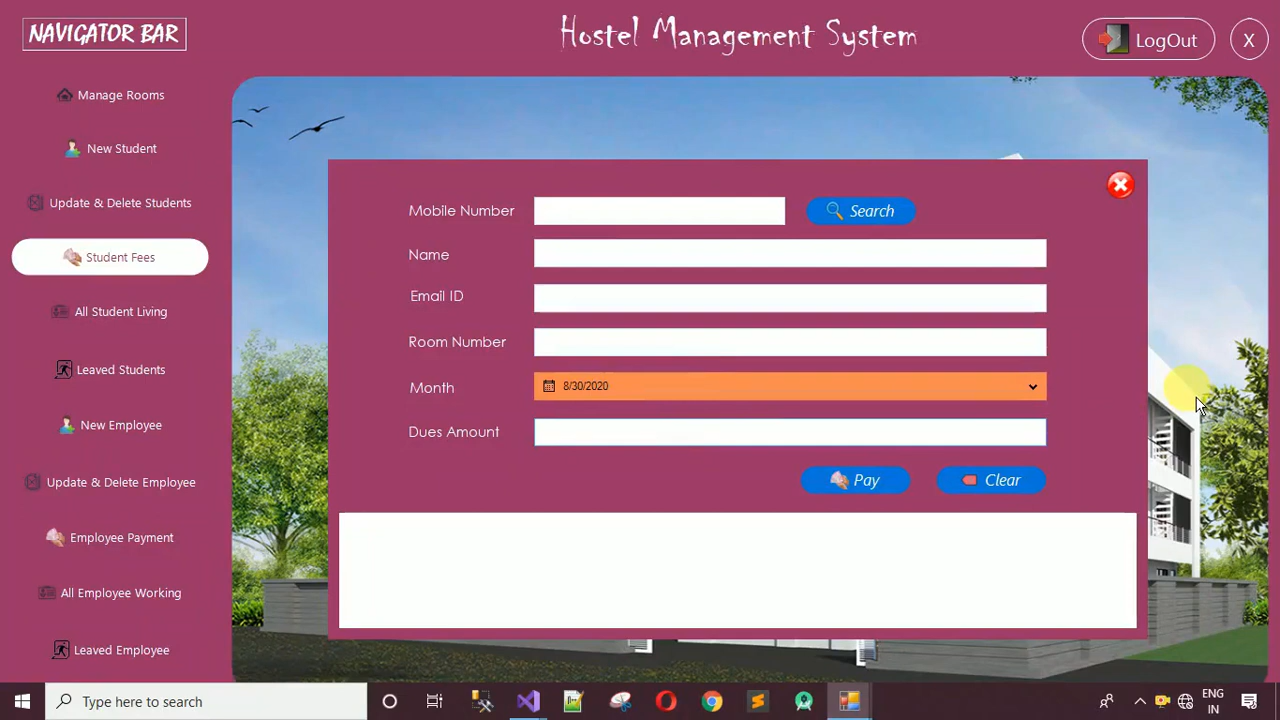 NAVIGATOR BAR
Hostel Management System
LogOut
X
Manage Rooms
New Student
Update & Delete Students
Student Fees
All Student Living
Leaved Students
New Employee
Update & Delete Employee
Employee Payment
All Employee Working
Leaved Employee
Mobile Number
Search
Name
Email ID
Room Number
Month
8/30/2020
Dues Amount
Pay
Clear
Type here to search
ENG
IN